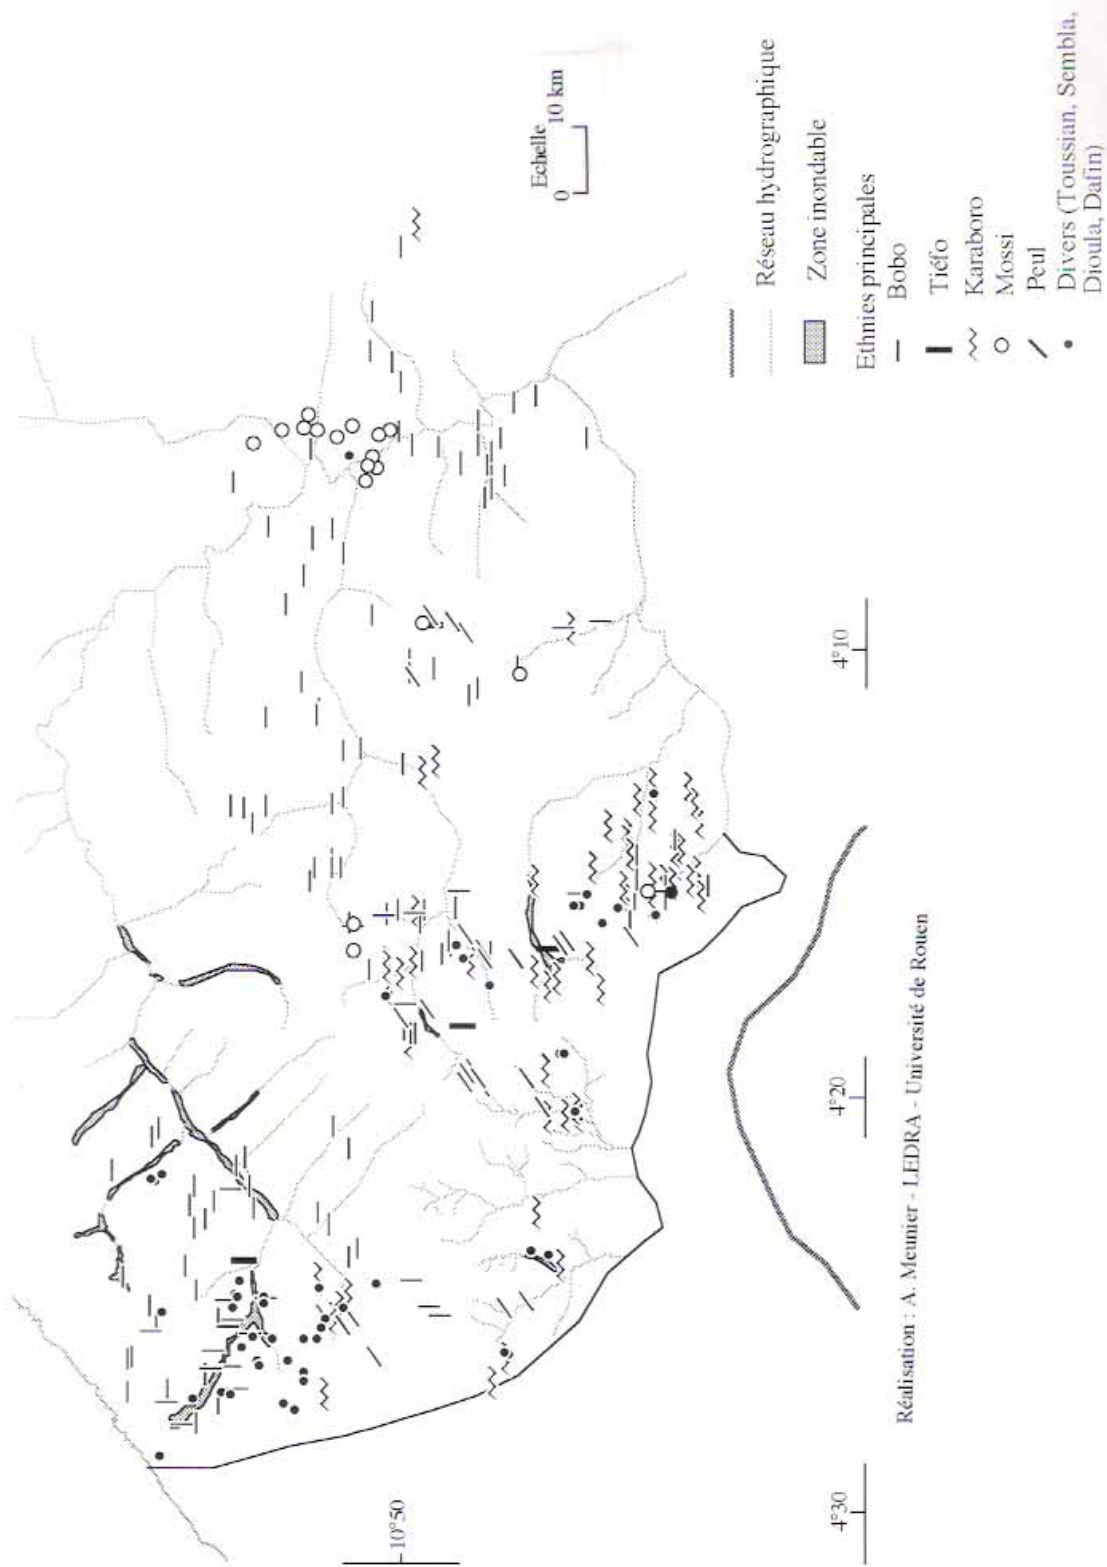 Echelle
0 10 km
Réseau hydrographique
Zone inondable
Ethnies principales
Bobo
Tiéfo
Karaboro
Mossi
Peul
Divers (Toussian, Sembla,
Dioula, Dafin)
10°50
4°30
4°20
4°10
Réalisation : A. Meunier - LEDRA - Université de Rouen